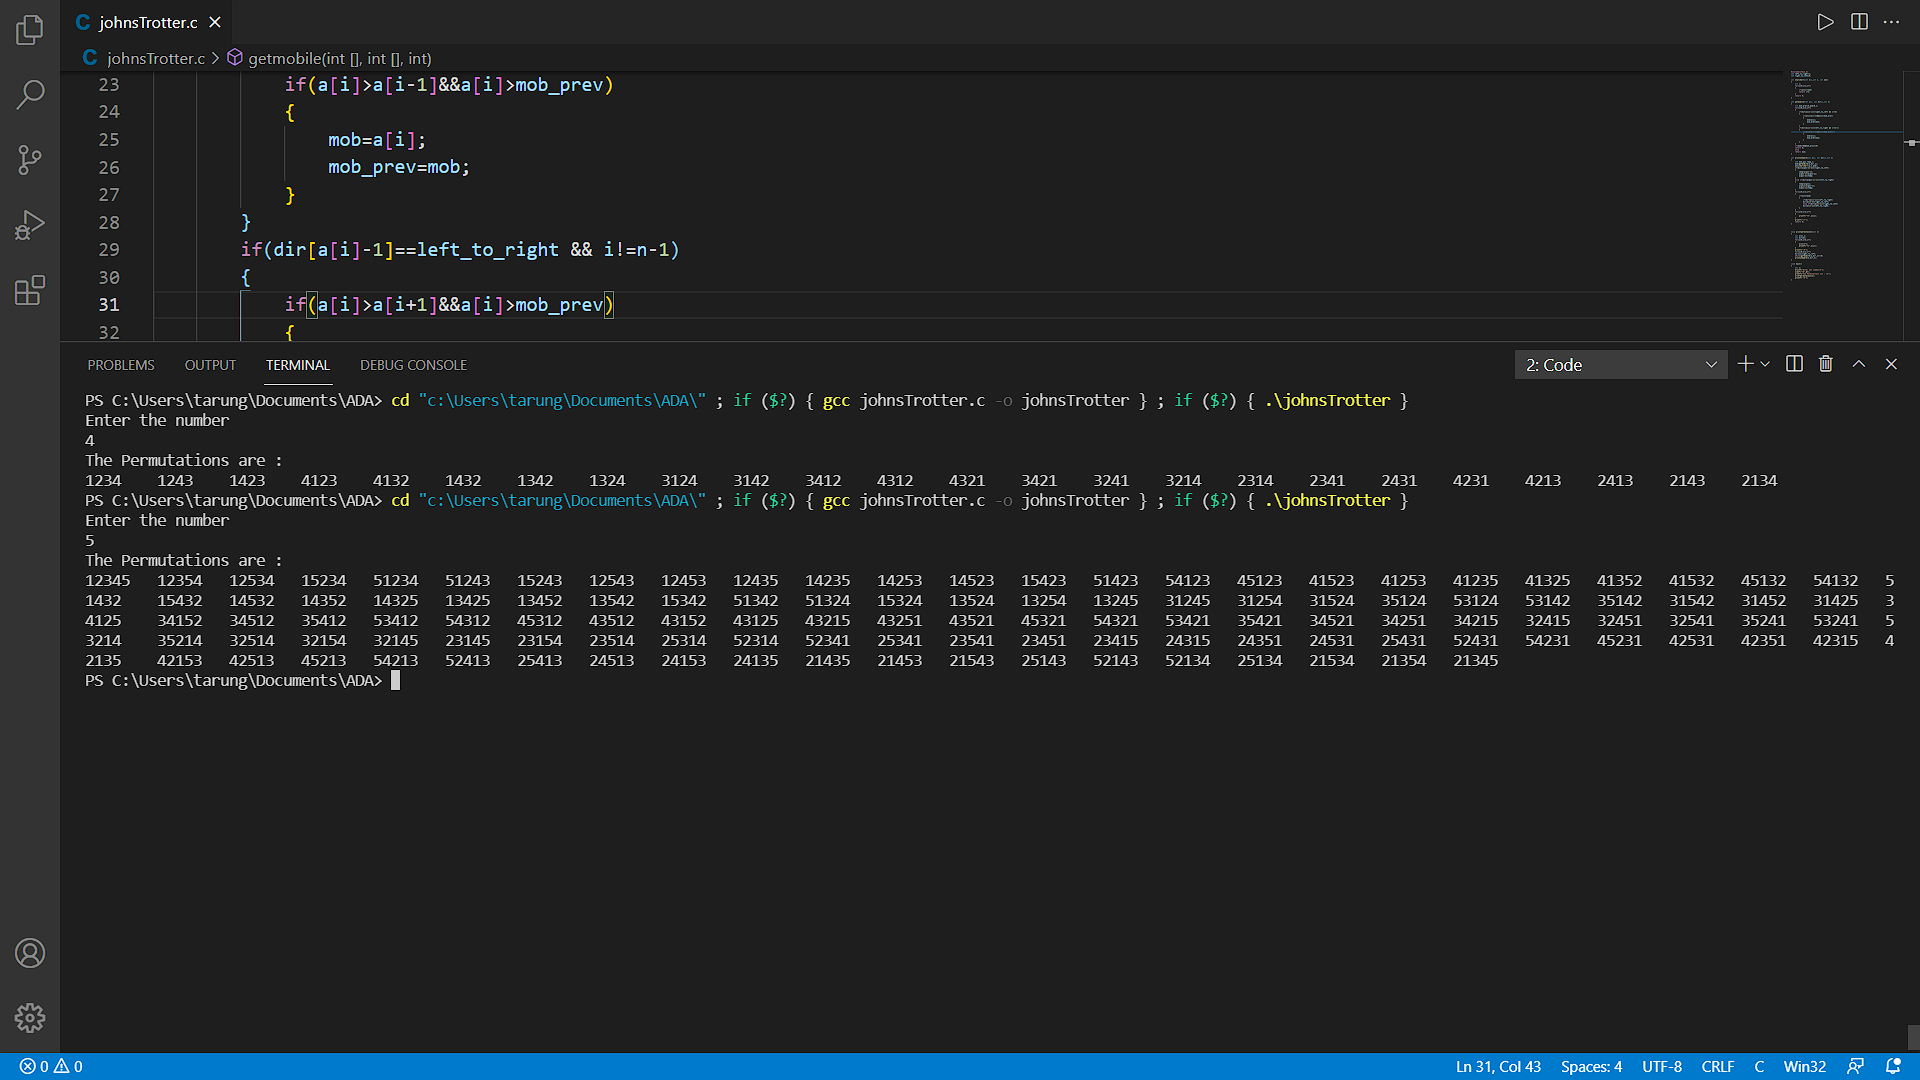 johnsTrotter.c
johnsTrotter.c > getmobile(int [], int [], int)
23 if(a[i]>a[i-1]&&a[i]>mob_prev)
24 {
25 mob=a[i];
26 mob_prev=mob;
27 }
28 }
29 if(dir[a[i]-1]==left_to_right && i!=n-1)
30 {
31 if(a[i]>a[i+1]&&a[i]>mob_prev)
32 {
PROBLEMS OUTPUT TERMINAL DEBUG CONSOLE 2: Code
PS C:\Users\tarung\Documents\ADA> cd "c:\Users\tarung\Documents\ADA\" ; if ($?) { gcc johnsTrotter.c -o johnsTrotter } ; if ($?) { .\johnsTrotter }
Enter the number
4
The Permutations are :
1234 1243 1423 4123 4132 1432 1342 1324 3124 3142 3412 4312 4321 3421 3241 3214 2314 2341 2431 4231 4213 2413 2143 2134
PS C:\Users\tarung\Documents\ADA> cd "c:\Users\tarung\Documents\ADA\" ; if ($?) { gcc johnsTrotter.c -o johnsTrotter } ; if ($?) { .\johnsTrotter }
Enter the number
5
The Permutations are :
12345 12354 12534 15234 51234 51243 15243 12543 12453 12435 14235 14253 14523 15423 51423 54123 45123 41523 41253 41235 41325 41352 41532 45132 54132 5
1432 15432 14532 14352 14325 13425 13452 13542 15342 51342 51324 15324 13524 13254 13245 31245 31254 31524 35124 53124 53142 35142 31542 31452 31425 3
4125 34152 34512 35412 53412 54312 45312 43512 43152 43125 43215 43251 43521 45321 54321 53421 35421 34521 34251 34215 32415 32451 32541 35241 53241 5
3214 35214 32514 32154 32145 23145 23154 23514 25314 52314 52341 25341 23541 23451 23415 24315 24351 24531 25431 52431 54231 45231 42531 42351 42315 4
2135 42153 42513 45213 54213 52413 25413 24513 24153 24135 21435 21453 21543 25143 52143 52134 25134 21534 21354 21345
PS C:\Users\tarung\Documents\ADA>
0 0 Ln 31, Col 43 Spaces: 4 UTF-8 CRLF C Win32